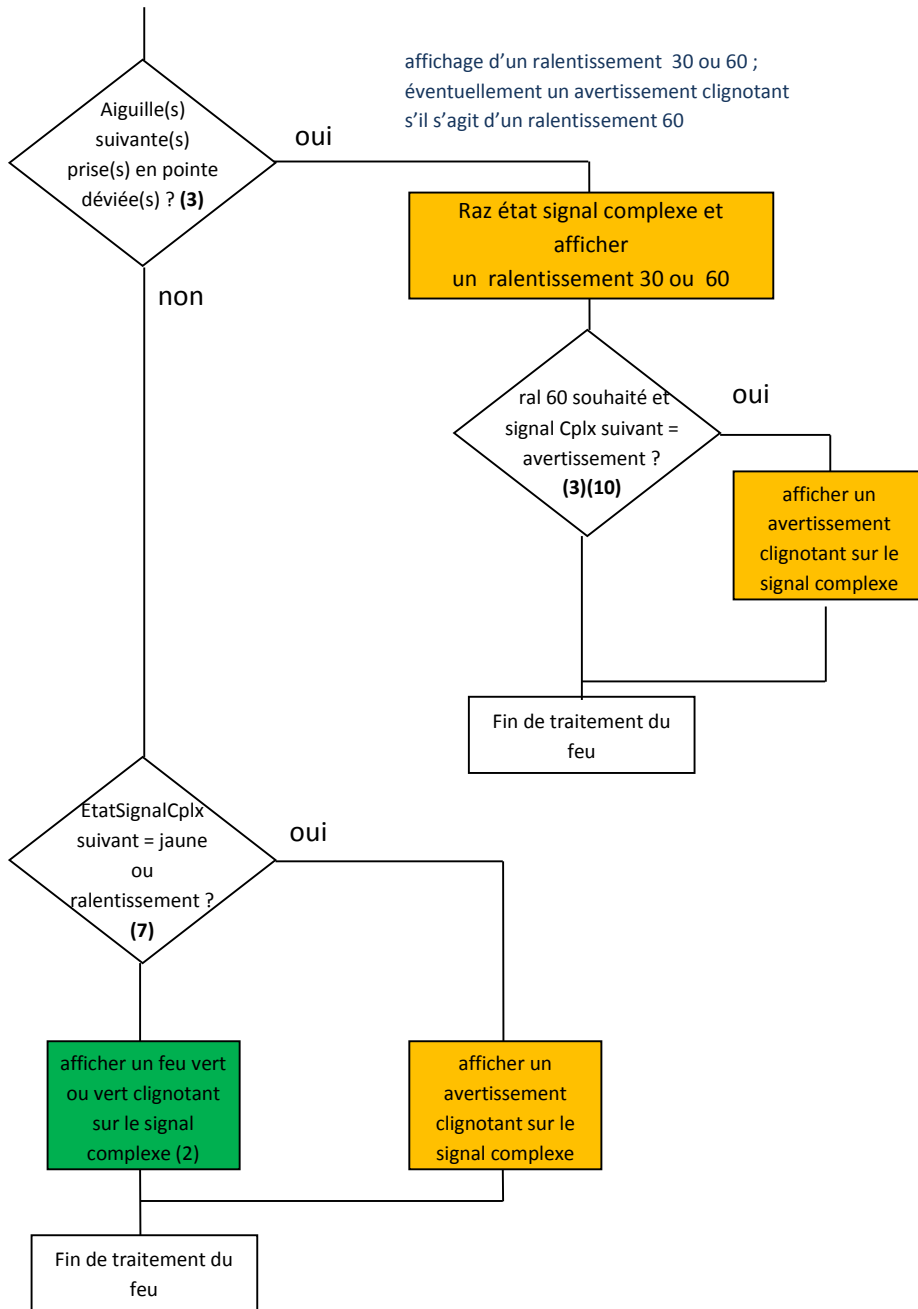 affichage d’un ralentissement 30 ou 60 ;
éventuellement un avertissement clignotant
s’il s’agit d’un ralentissement 60
Aiguille(s)
suivante(s)
prise(s) en pointe
déviée(s) ? (3)
oui
Raz état signal complexe et
afficher
un ralentissement 30 ou 60
non
ral 60 souhaité et
signal Cplx suivant =
avertissement ?
(3)(10)
oui
afficher un
avertissement
clignotant sur le
signal complexe
Fin de traitement du
feu
EtatSignalCplx
suivant = jaune
ou
ralentissement ?
(7)
oui
afficher un feu vert
ou vert clignotant
sur le signal
complexe (2)
afficher un
avertissement
clignotant sur le
signal complexe
Fin de traitement du
feu